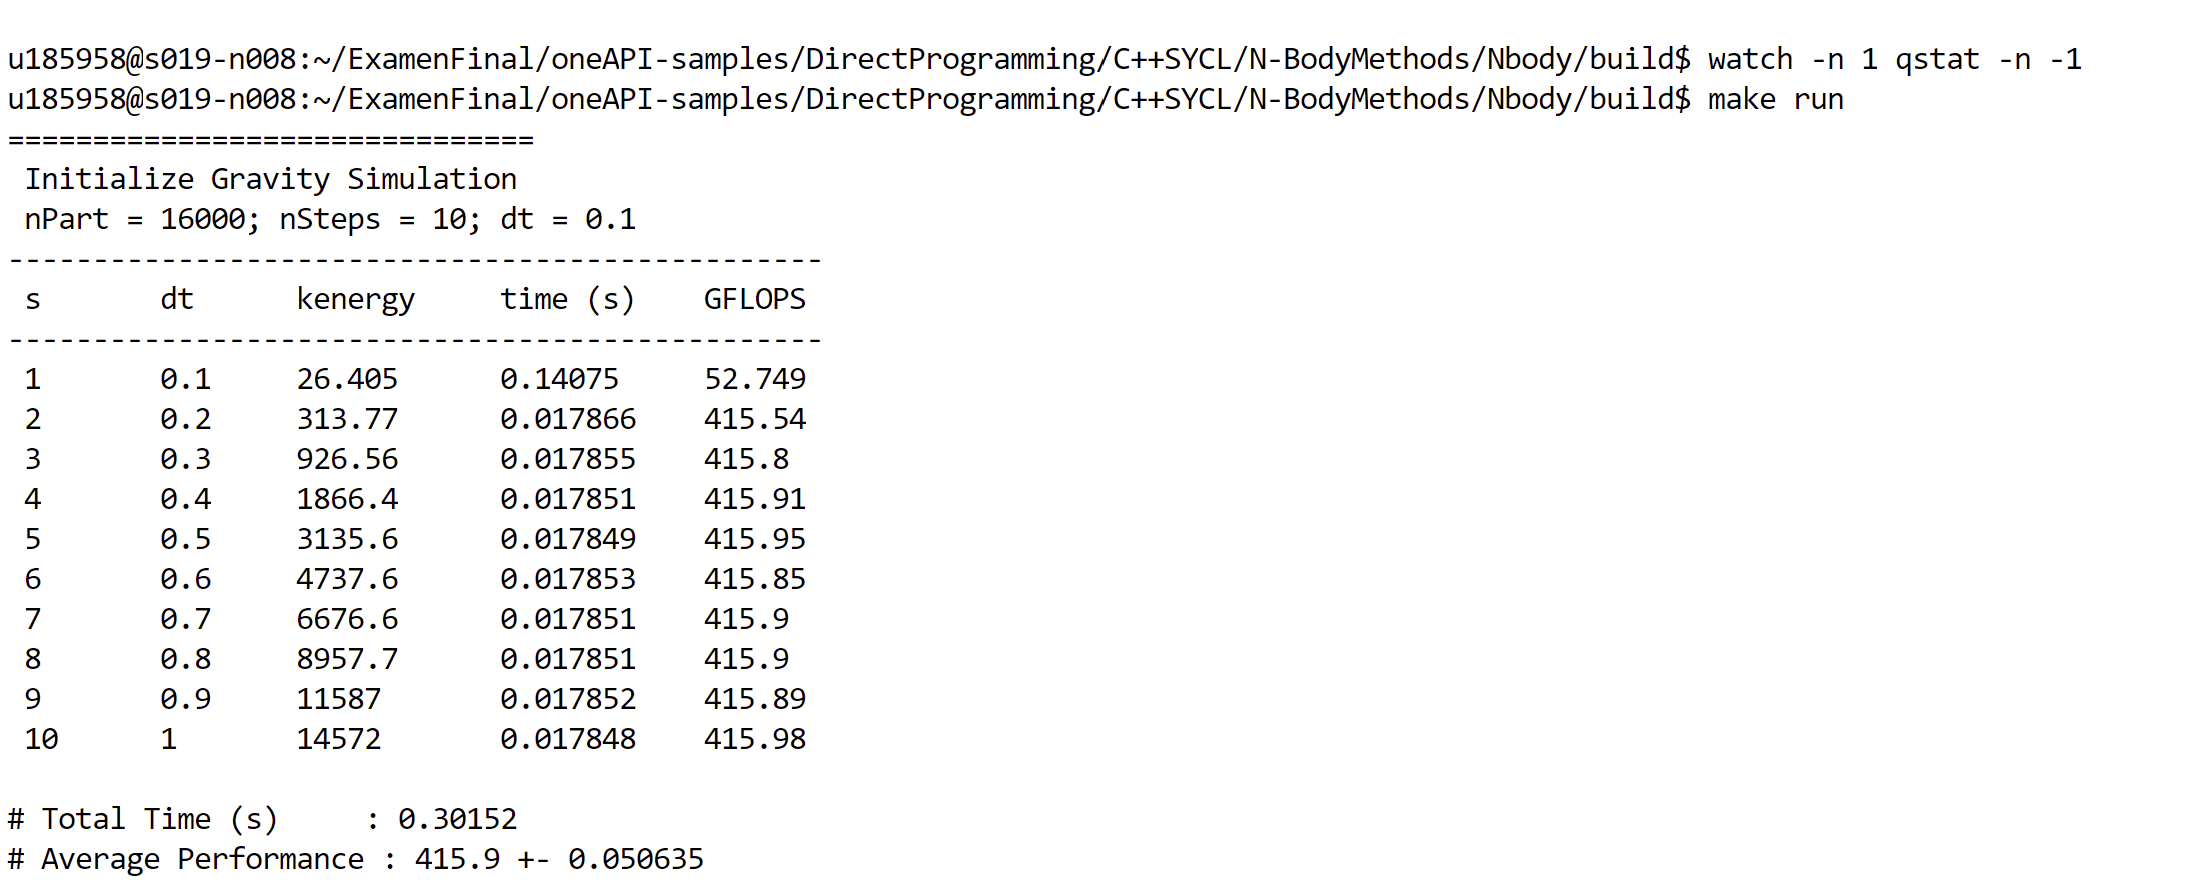 u185958@s019-n008:~/ExamenFinal/oneAPI-samples/DirectProgramming/C++SYCL/N-BodyMethods/Nbody/build$ watch -n 1 qstat -n -1
u185958@s019-n008:~/ExamenFinal/oneAPI-samples/DirectProgramming/C++SYCL/N-BodyMethods/Nbody/build$ make run
===============================
 Initialize Gravity Simulation
 nPart = 16000; nSteps = 10; dt = 0.1
------------------------------------------------
 s       dt      kenergy     time (s)    GFLOPS
------------------------------------------------
 1       0.1     26.405      0.14075     52.749
 2       0.2     313.77      0.017866    415.54
 3       0.3     926.56      0.017855    415.8
 4       0.4     1866.4      0.017851    415.91
 5       0.5     3135.6      0.017849    415.95
 6       0.6     4737.6      0.017853    415.85
 7       0.7     6676.6      0.017851    415.9
 8       0.8     8957.7      0.017851    415.9
 9       0.9     11587       0.017852    415.89
 10      1       14572       0.017848    415.98

# Total Time (s)     : 0.30152
# Average Performance : 415.9 +- 0.050635